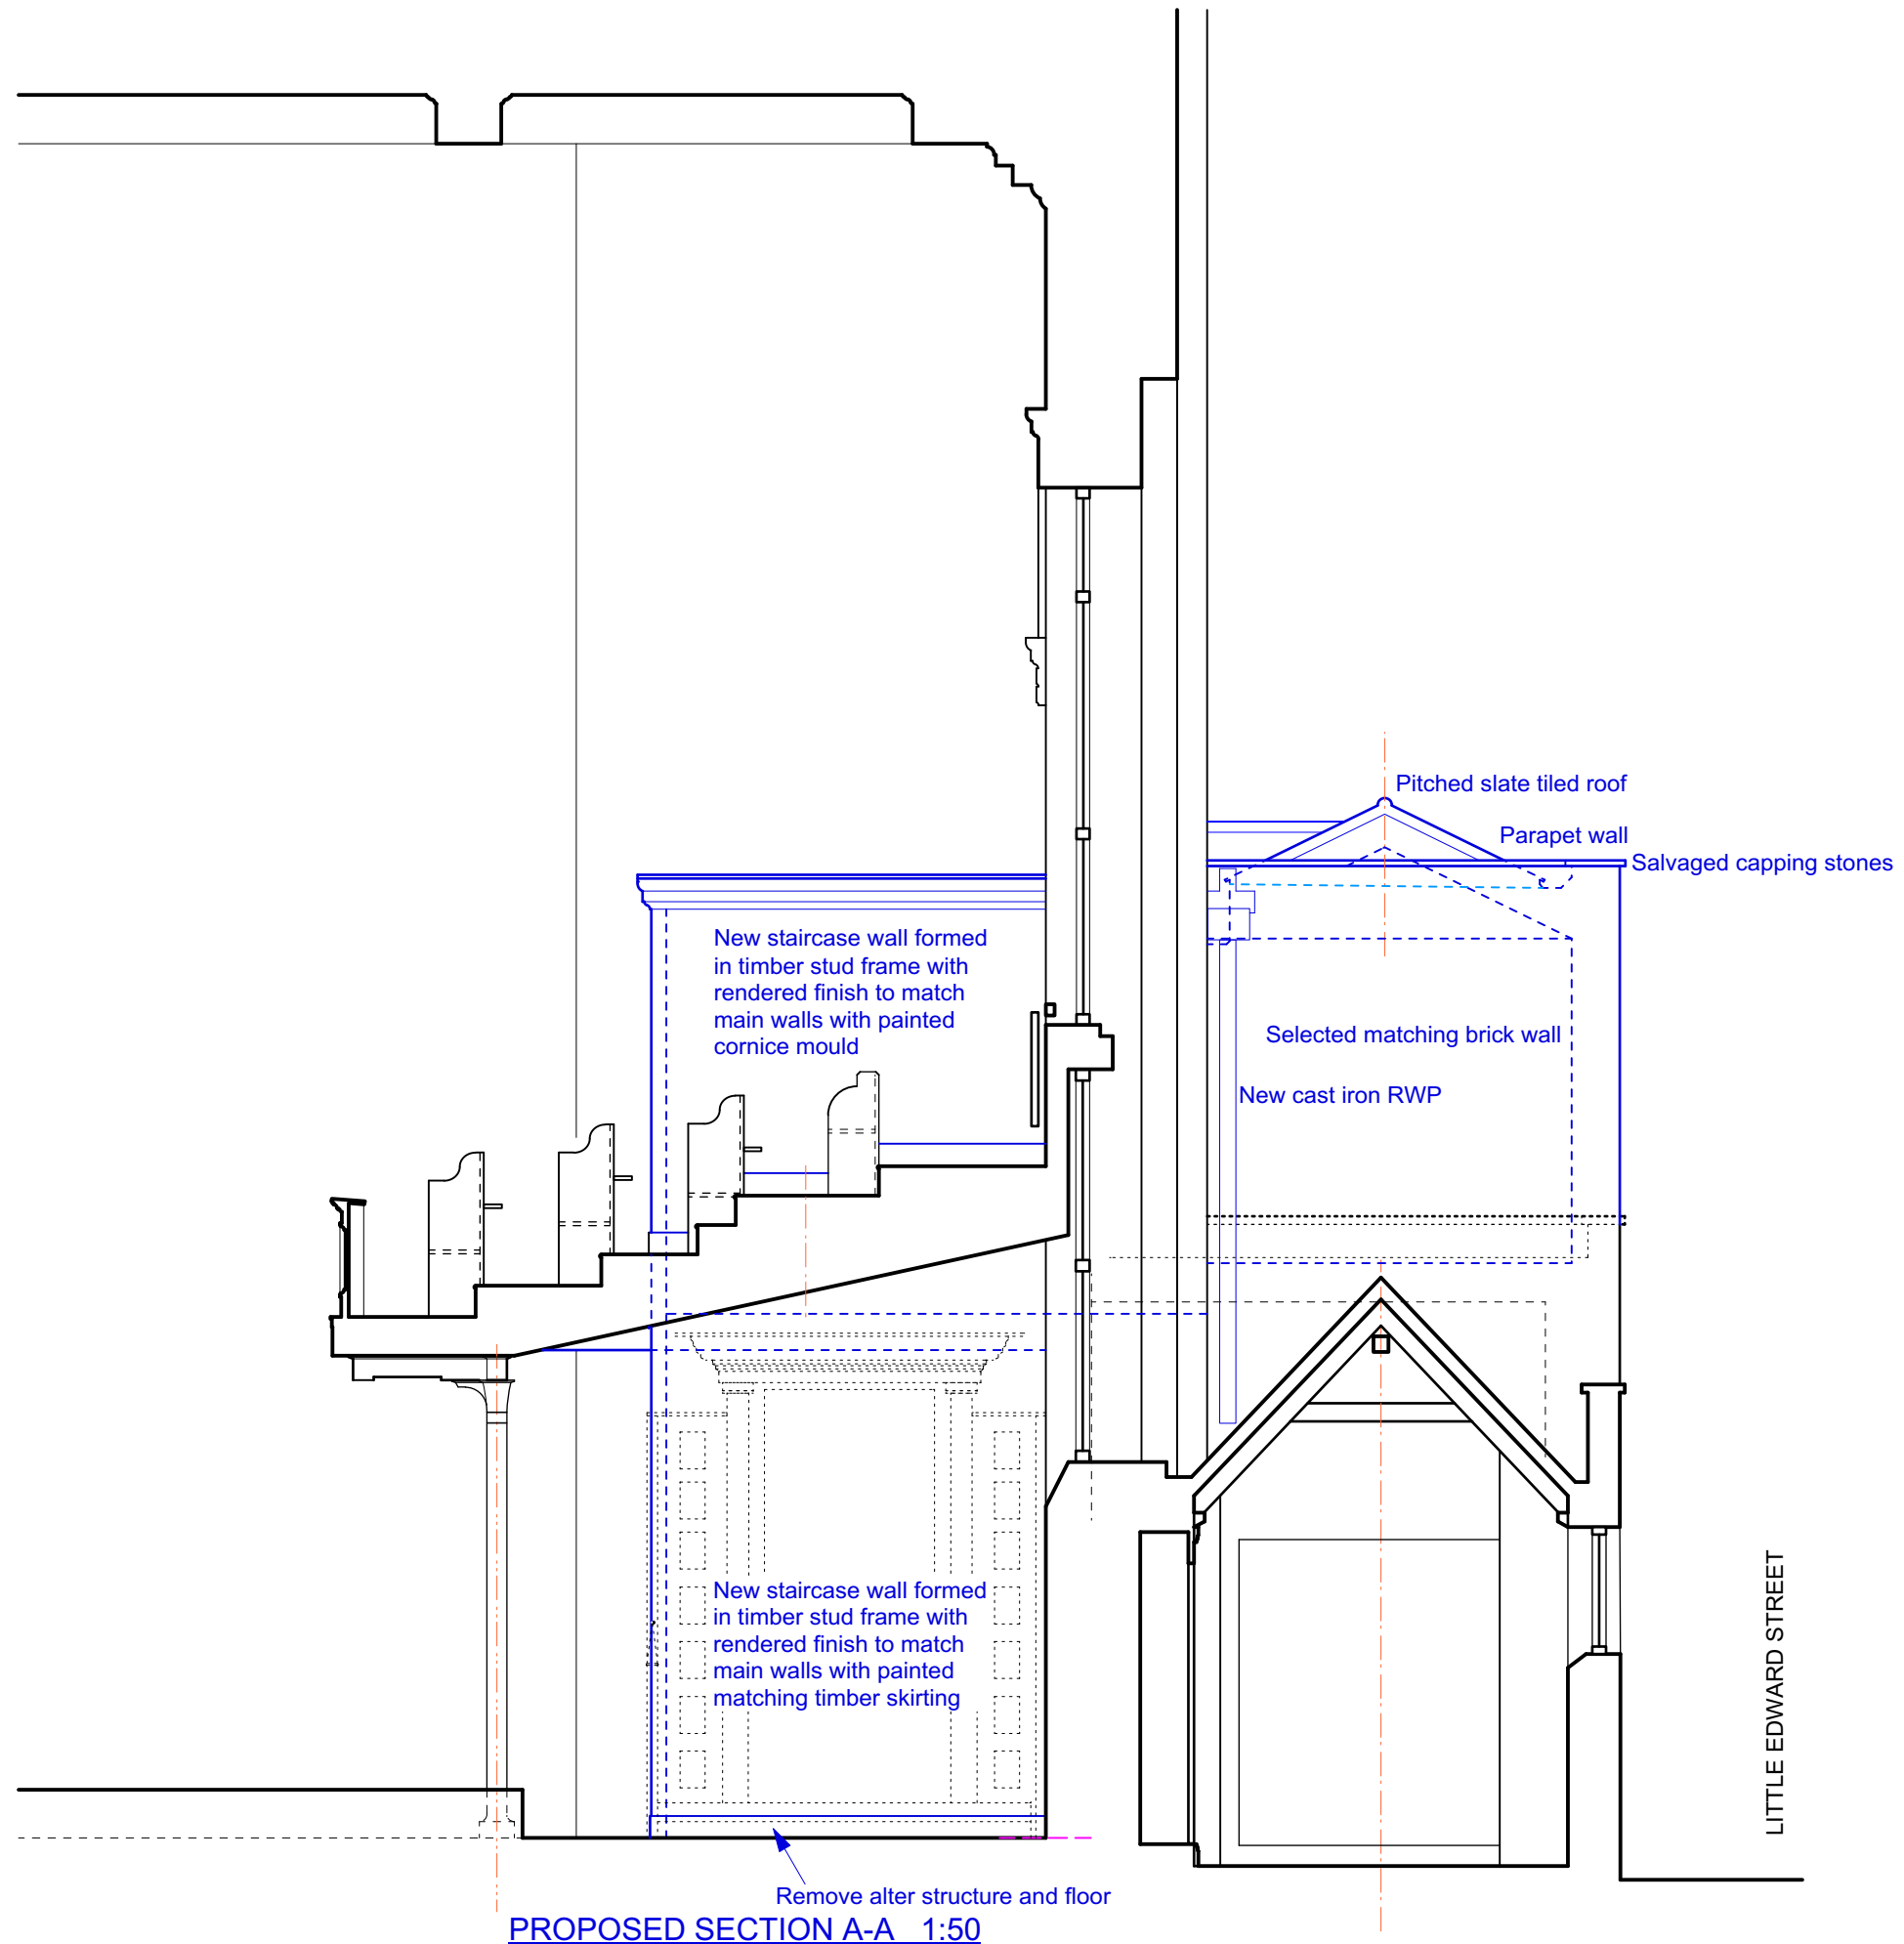 Pitched slate tiled roof
Parapet wall
Salvaged capping stones
New staircase wall formed
in timber stud frame with
rendered finish to match
main walls with painted
cornice mould
Selected matching brick wall
New cast iron RWP
New staircase wall formed
in timber stud frame with
rendered finish to match
main walls with painted
matching timber skirting
LITTLE EDWARD STREET
Remove alter structure and floor
PROPOSED SECTION A-A 1:50